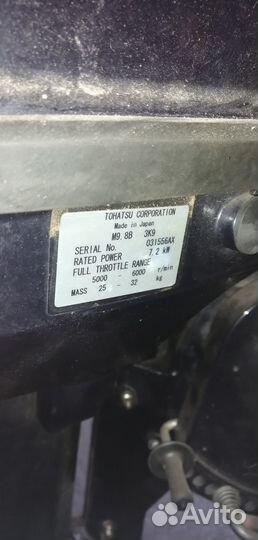 TOHATSU CORPORATION
Made in Japan
M9.8B 3K9
SERIAL No. 031556AX
RATED POWER 7.2 kW
FULL THROTTLE RANGE
5000 - 6000 r/min
MASS 25 - 32 kg
Avito